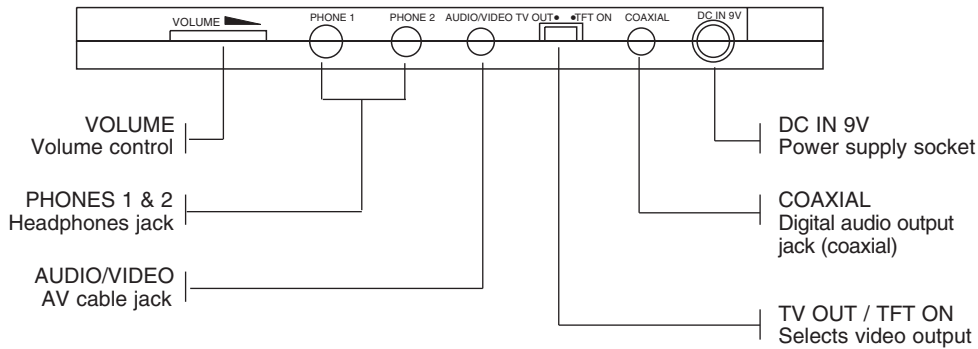 VOLUME
PHONE 1
PHONE 2
AUDIO/VIDEO
TV OUT• •TFT ON
COAXIAL
DC IN 9V
VOLUME
Volume control
PHONES 1 & 2
Headphones jack
AUDIO/VIDEO
AV cable jack
DC IN 9V
Power supply socket
COAXIAL
Digital audio output
jack (coaxial)
TV OUT / TFT ON
Selects video output